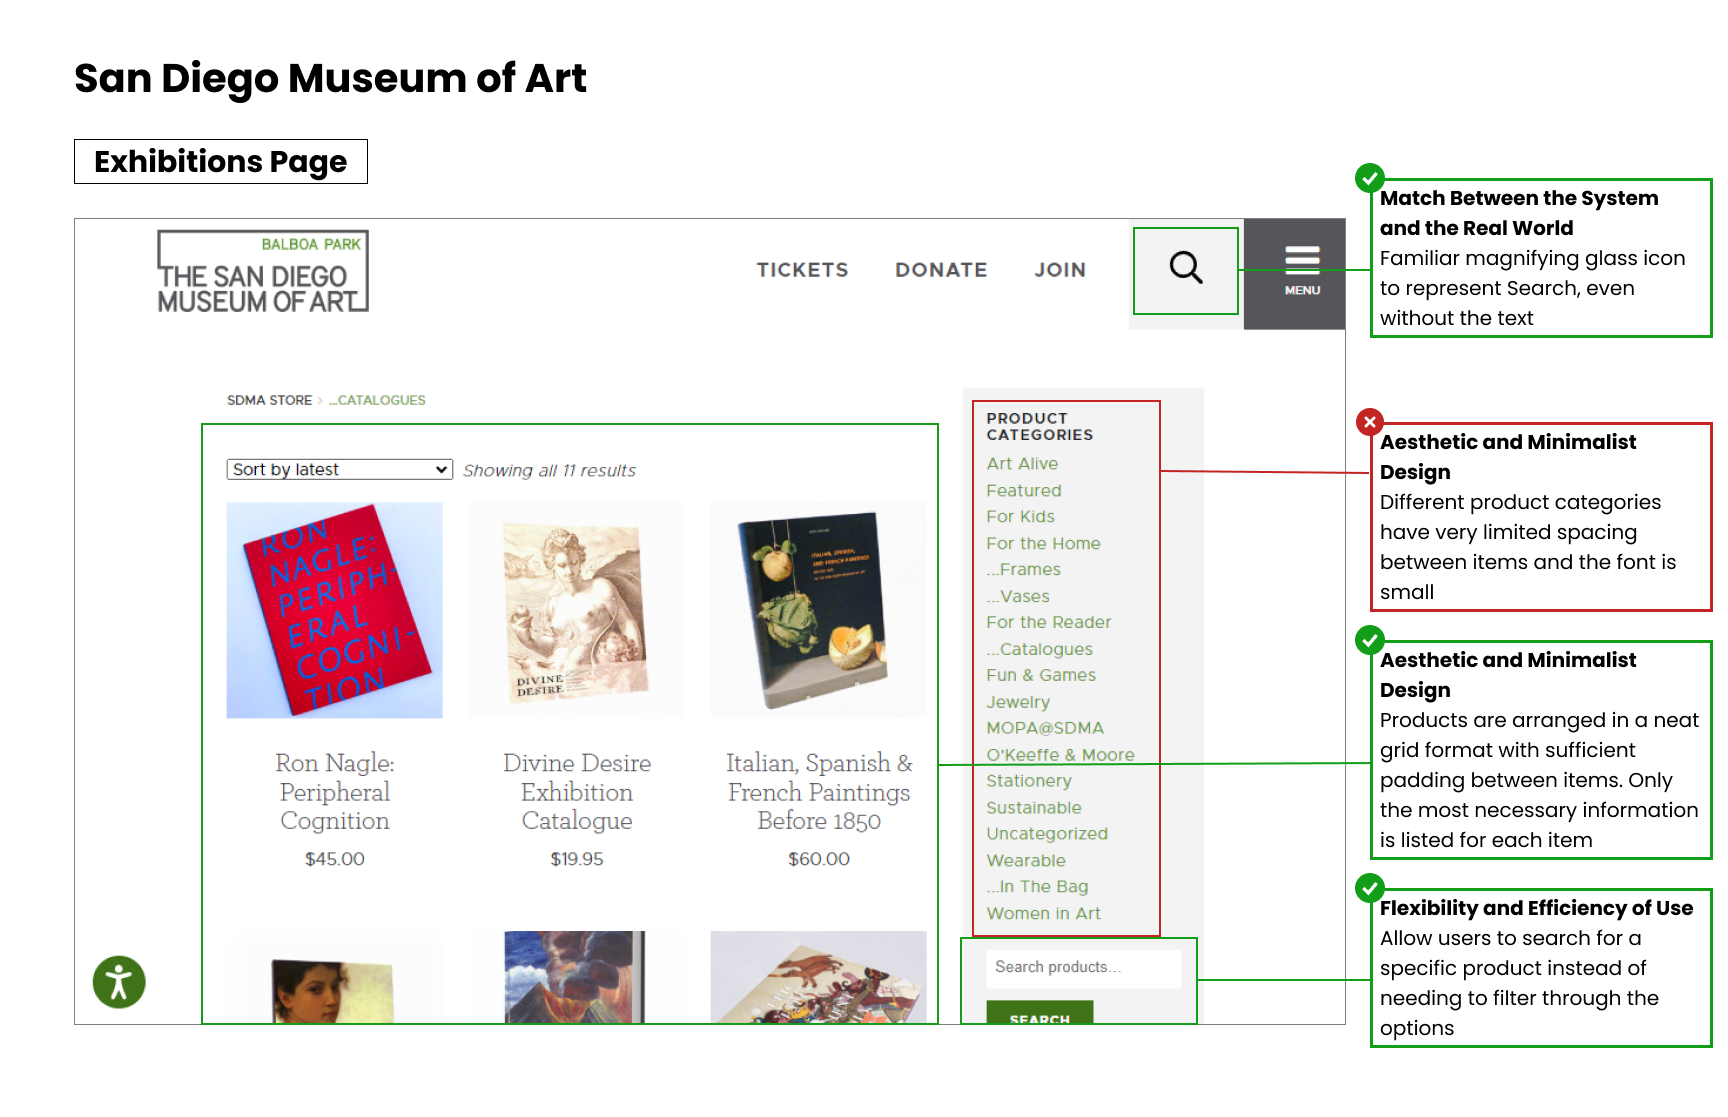 San Diego Museum of Art
Exhibitions Page
BALBOA PARK
THE SAN DIEGO
MUSEUM OF ART
TICKETS
DONATE
JOIN
MENU
Match Between the System
and the Real World
Familiar magnifying glass icon
to represent Search, even
without the text
SDMA STORE > ...CATALOGUES
Sort by latest
Showing all 11 results
RON
NAGLE:
PERIPH-
ERAL
COGNI-
TION
DIVINE
DESIRE
ITALIAN, SPANISH,
AND FRENCH PAINTINGS
Ron Nagle:
Peripheral
Cognition
$45.00
Divine Desire
Exhibition
Catalogue
$19.95
Italian, Spanish &
French Paintings
Before 1850
$60.00
PRODUCT
CATEGORIES
Art Alive
Featured
For Kids
For the Home
...Frames
...Vases
For the Reader
...Catalogues
Fun & Games
Jewelry
MOPA@SDMA
O'Keeffe & Moore
Stationery
Sustainable
Uncategorized
Wearable
...In The Bag
Women in Art
Search products...
SEARCH
Aesthetic and Minimalist
Design
Different product categories
have very limited spacing
between items and the font is
small
Aesthetic and Minimalist
Design
Products are arranged in a neat
grid format with sufficient
padding between items. Only
the most necessary information
is listed for each item
Flexibility and Efficiency of Use
Allow users to search for a
specific product instead of
needing to filter through the
options